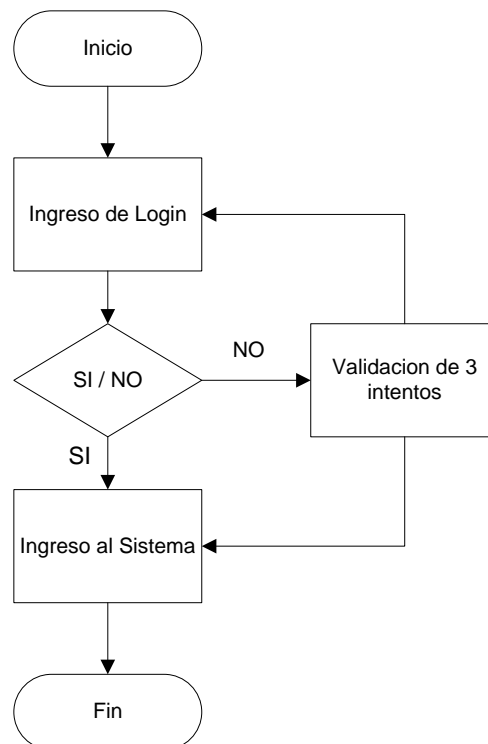 Inicio
Ingreso de Login
SI / NO
NO
Validacion de 3
intentos
SI
Ingreso al Sistema
Fin